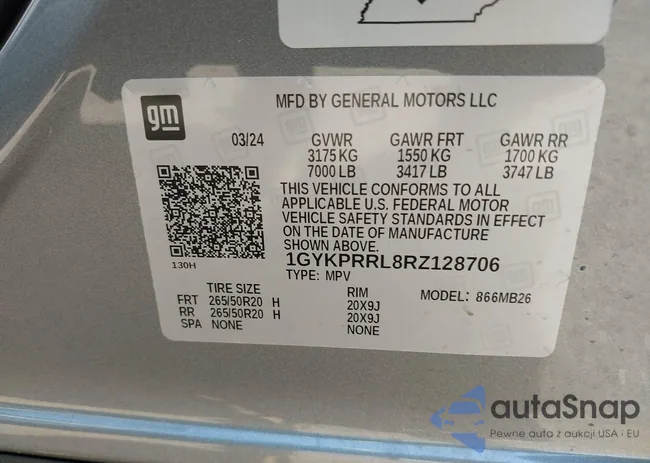 gm
MFD BY GENERAL MOTORS LLC
03/24 GVWR GAWR FRT GAWR RR
3175 KG 1550 KG 1700 KG
7000 LB 3417 LB 3747 LB
THIS VEHICLE CONFORMS TO ALL
APPLICABLE U.S. FEDERAL MOTOR
VEHICLE SAFETY STANDARDS IN EFFECT
ON THE DATE OF MANUFACTURE
SHOWN ABOVE.
1GYKPRRL8RZ128706
130H
TYPE: MPV
TIRE SIZE RIM MODEL: 866MB26
FRT 265/50R20 H 20X9J
RR 265/50R20 H 20X9J
SPA NONE NONE
autaSnap
Pewne auta z aukcji USA i EU